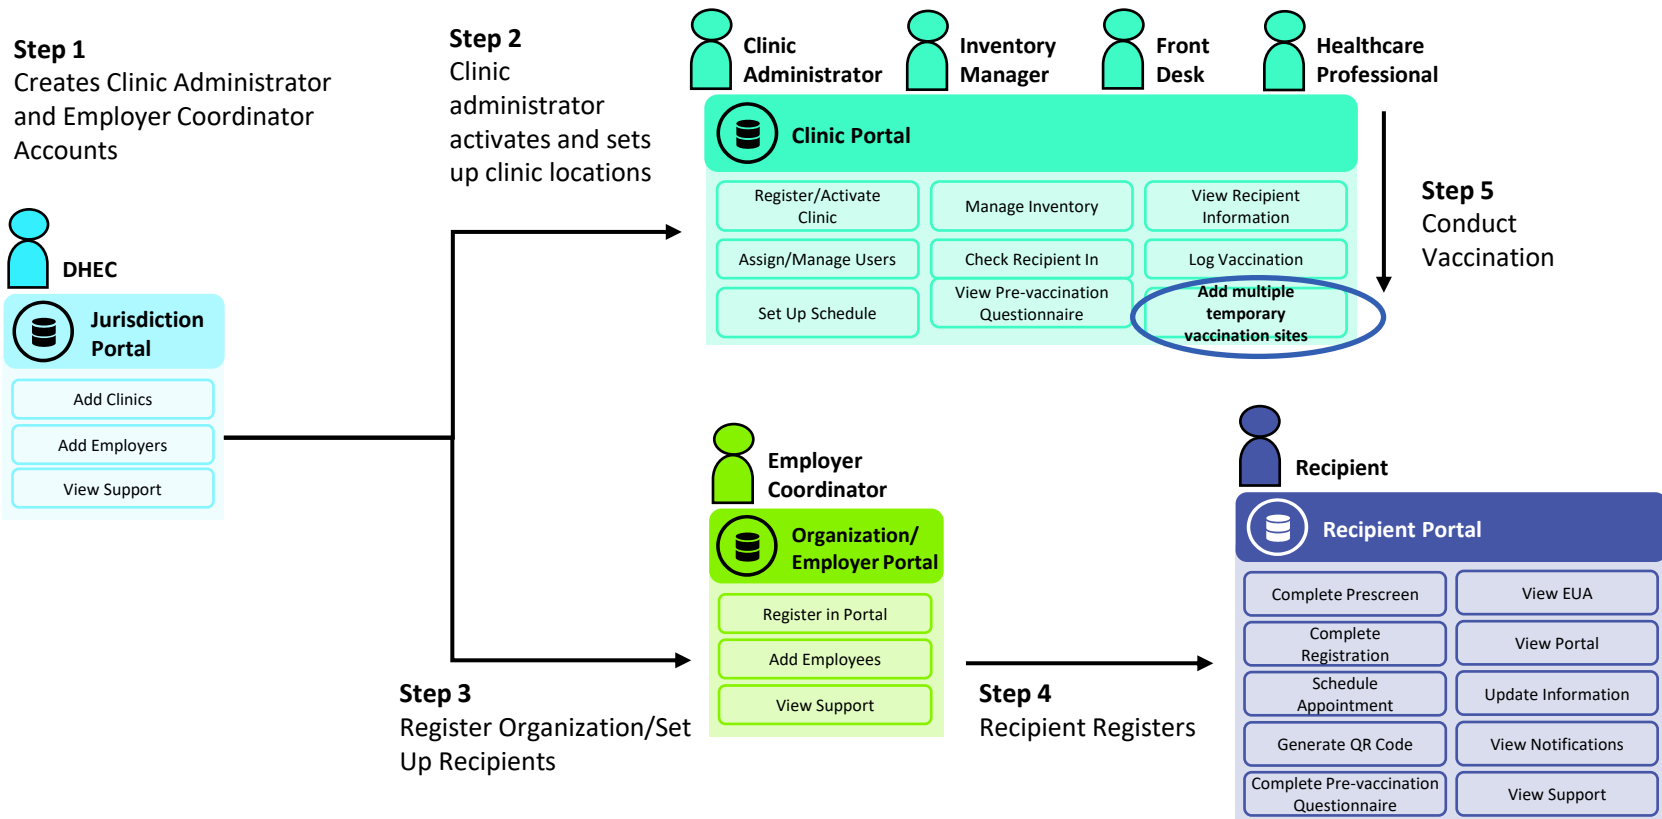 Step 1
Creates Clinic Administrator
and Employer Coordinator
Accounts
DHEC
Jurisdiction
Portal
Add Clinics
Add Employers
View Support
Step 2
Clinic
administrator
activates and sets
up clinic locations
Clinic
Administrator
Inventory
Manager
Front
Desk
Healthcare
Professional
Clinic Portal
Register/Activate
Clinic
Manage Inventory
View Recipient
Information
Assign/Manage Users
Check Recipient In
Log Vaccination
Set Up Schedule
View Pre-vaccination
Questionnaire
Add multiple
temporary
vaccination sites
Step 5
Conduct
Vaccination
Step 3
Register Organization/Set
Up Recipients
Employer
Coordinator
Organization/
Employer Portal
Register in Portal
Add Employees
View Support
Step 4
Recipient Registers
Recipient
Recipient Portal
Complete Prescreen
View EUA
Complete
Registration
View Portal
Schedule
Appointment
Update Information
Generate QR Code
View Notifications
Complete Pre-vaccination
Questionnaire
View Support